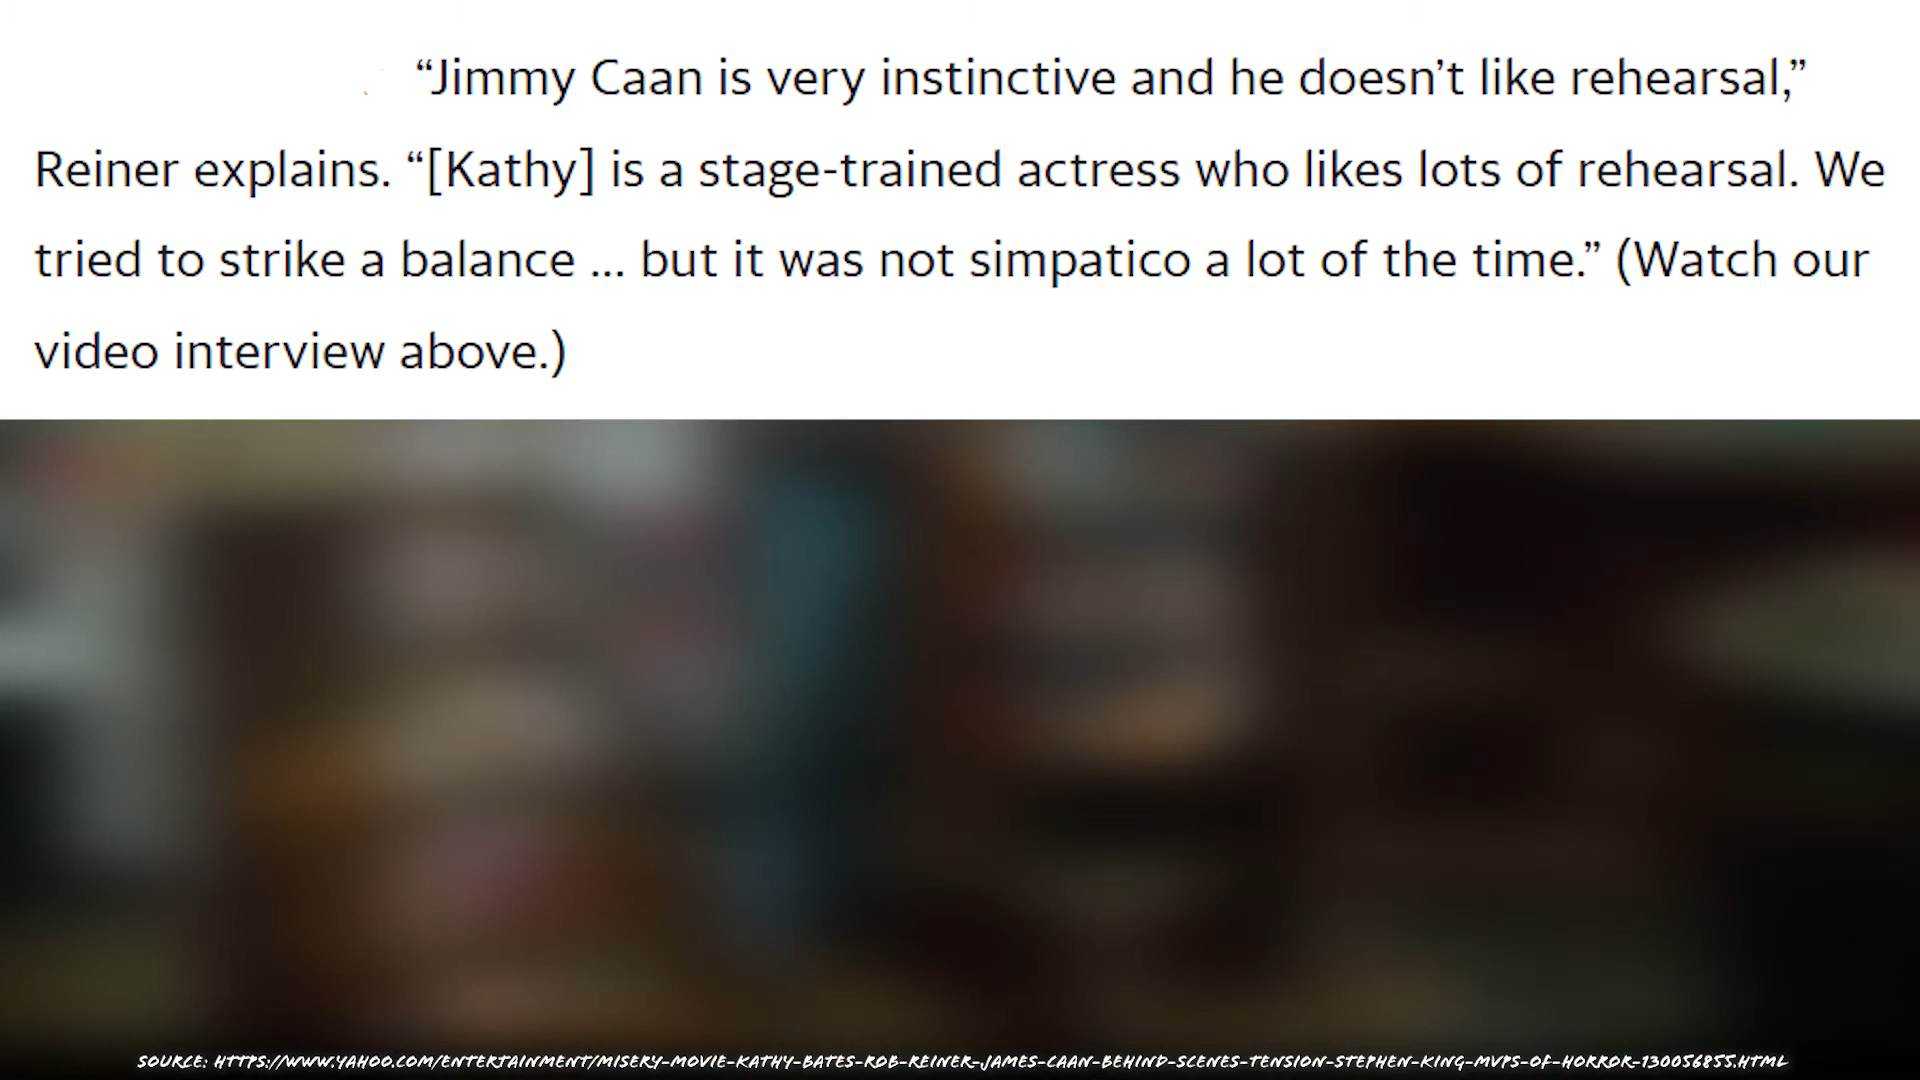 “Jimmy Caan is very instinctive and he doesn’t like rehearsal,”
Reiner explains. “[Kathy] is a stage-trained actress who likes lots of rehearsal. We
tried to strike a balance ... but it was not simpatico a lot of the time.” (Watch our
video interview above.)
SOURCE: HTTPS://WWW.YAHOO.COM/ENTERTAINMENT/MISERY-MOVIE-KATHY-BATES-ROB-REINER-JAMES-CAAN-BEHIND-SCENES-TENSION-STEPHEN-KING-MVPS-OF-HORROR-130056855.HTML